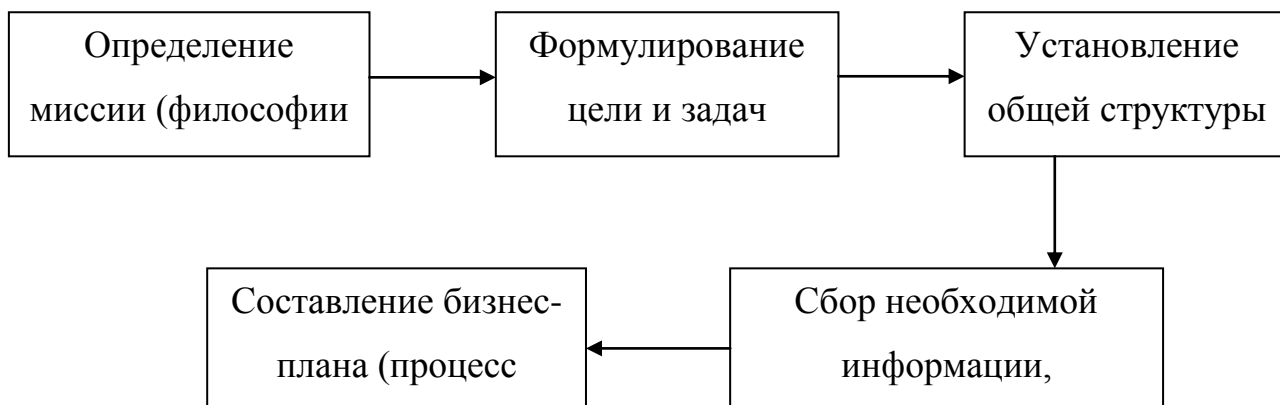 Определение
миссии (философии
Формулирование
цели и задач
Установление
общей структуры
Сбор необходимой
информации,
Составление бизнес-
плана (процесс